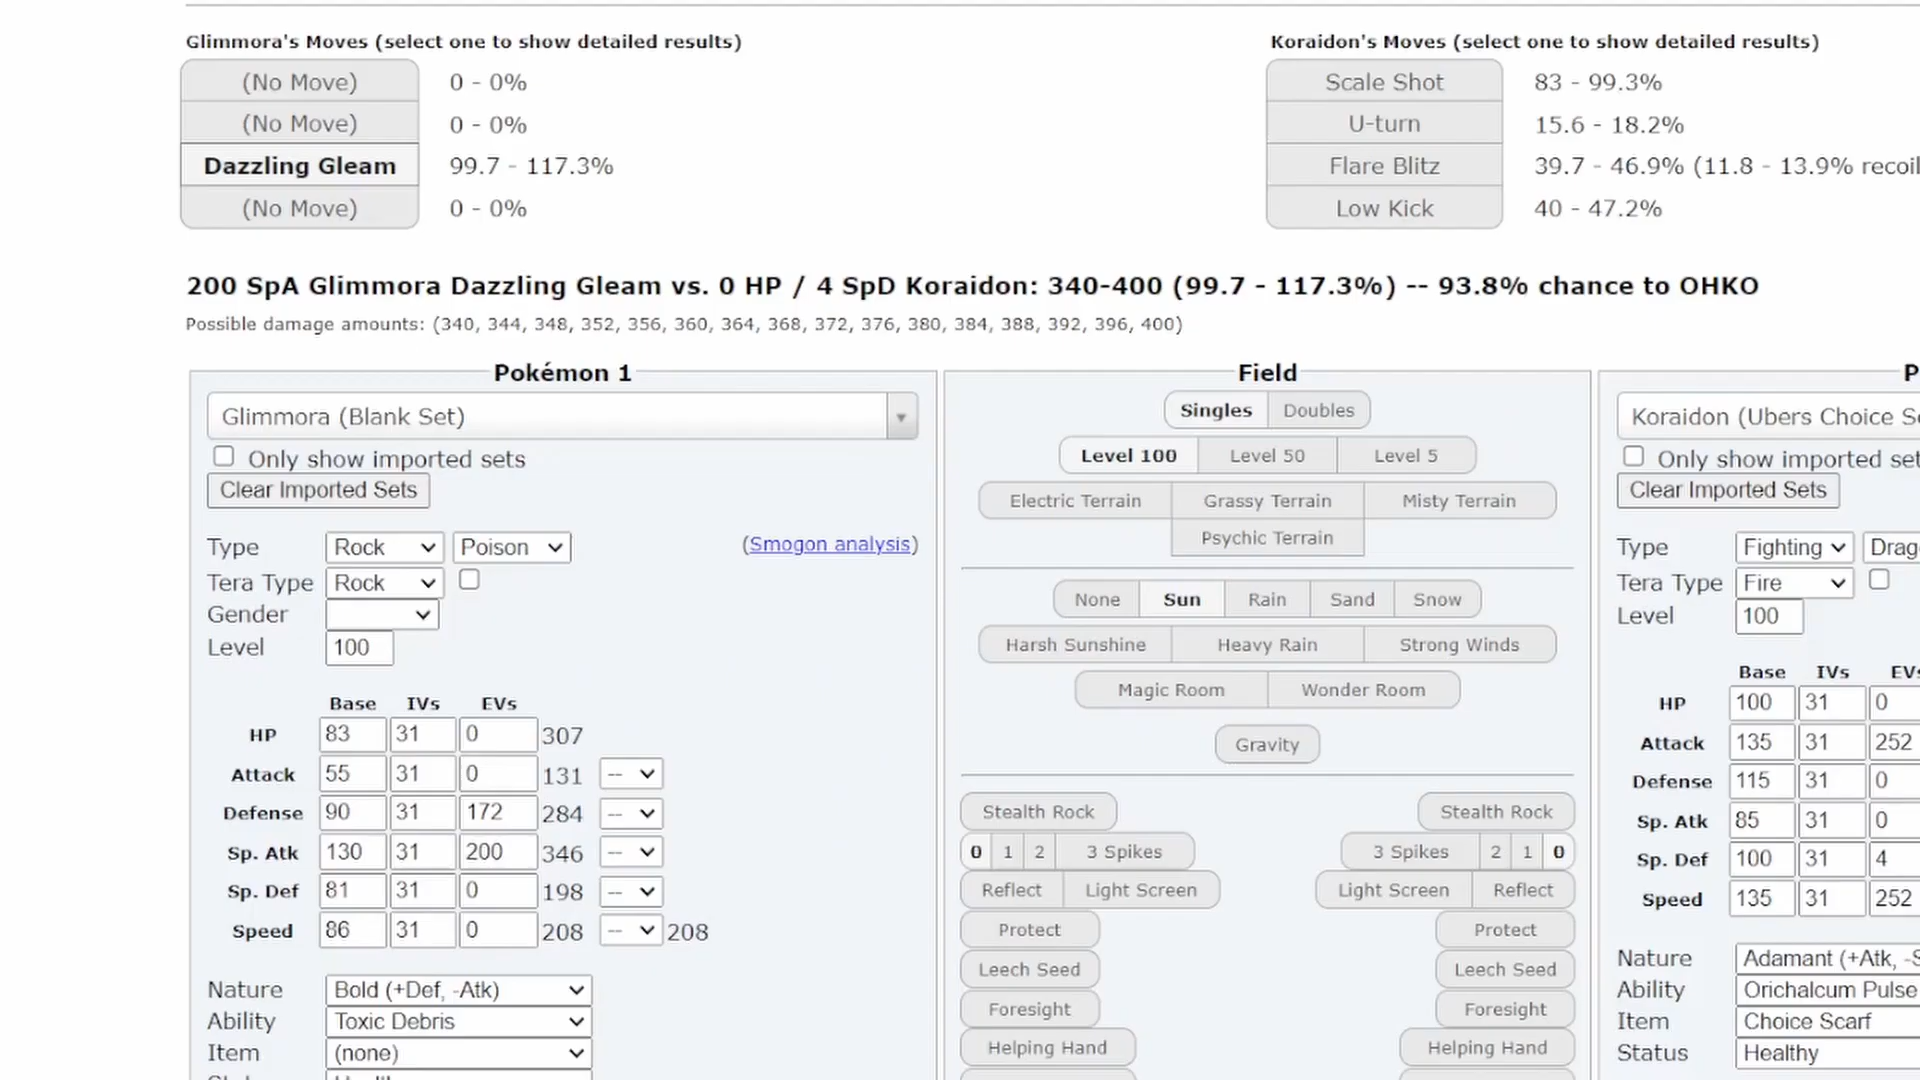 Glimmora's Moves (select one to show detailed results)
Koraidon's Moves (select one to show detailed results)
(No Move) 0 - 0%
Scale Shot 83 - 99.3%
(No Move) 0 - 0%
U-turn 15.6 - 18.2%
Dazzling Gleam 99.7 - 117.3%
Flare Blitz 39.7 - 46.9% (11.8 - 13.9% recoil
(No Move) 0 - 0%
Low Kick 40 - 47.2%
200 SpA Glimmora Dazzling Gleam vs. 0 HP / 4 SpD Koraidon: 340-400 (99.7 - 117.3%) -- 93.8% chance to OHKO
Possible damage amounts: (340, 344, 348, 352, 356, 360, 364, 368, 372, 376, 380, 384, 388, 392, 396, 400)
Pokémon 1
Glimmora (Blank Set)
Only show imported sets
Clear Imported Sets
Type Rock Poison (Smogon analysis)
Tera Type Rock
Gender
Level 100
Base IVs EVs
HP 83 31 0 307
Attack 55 31 0 131 --
Defense 90 31 172 284 --
Sp. Atk 130 31 200 346 --
Sp. Def 81 31 0 198 --
Speed 86 31 0 208 -- 208
Nature Bold (+Def, -Atk)
Ability Toxic Debris
Item (none)
Field
Singles Doubles
Level 100 Level 50 Level 5
Electric Terrain Grassy Terrain Misty Terrain
Psychic Terrain
None Sun Rain Sand Snow
Harsh Sunshine Heavy Rain Strong Winds
Magic Room Wonder Room
Gravity
Stealth Rock Stealth Rock
0 1 2 3 Spikes 3 Spikes 2 1 0
Reflect Light Screen Light Screen Reflect
Protect Protect
Leech Seed Leech Seed
Foresight Foresight
Helping Hand Helping Hand
P
Koraidon (Ubers Choice S
Only show imported set
Clear Imported Sets
Type Fighting Drag
Tera Type Fire
Level 100
Base IVs EVs
HP 100 31 0
Attack 135 31 252
Defense 115 31 0
Sp. Atk 85 31 0
Sp. Def 100 31 4
Speed 135 31 252
Nature Adamant (+Atk, -S
Ability Orichalcum Pulse
Item Choice Scarf
Status Healthy